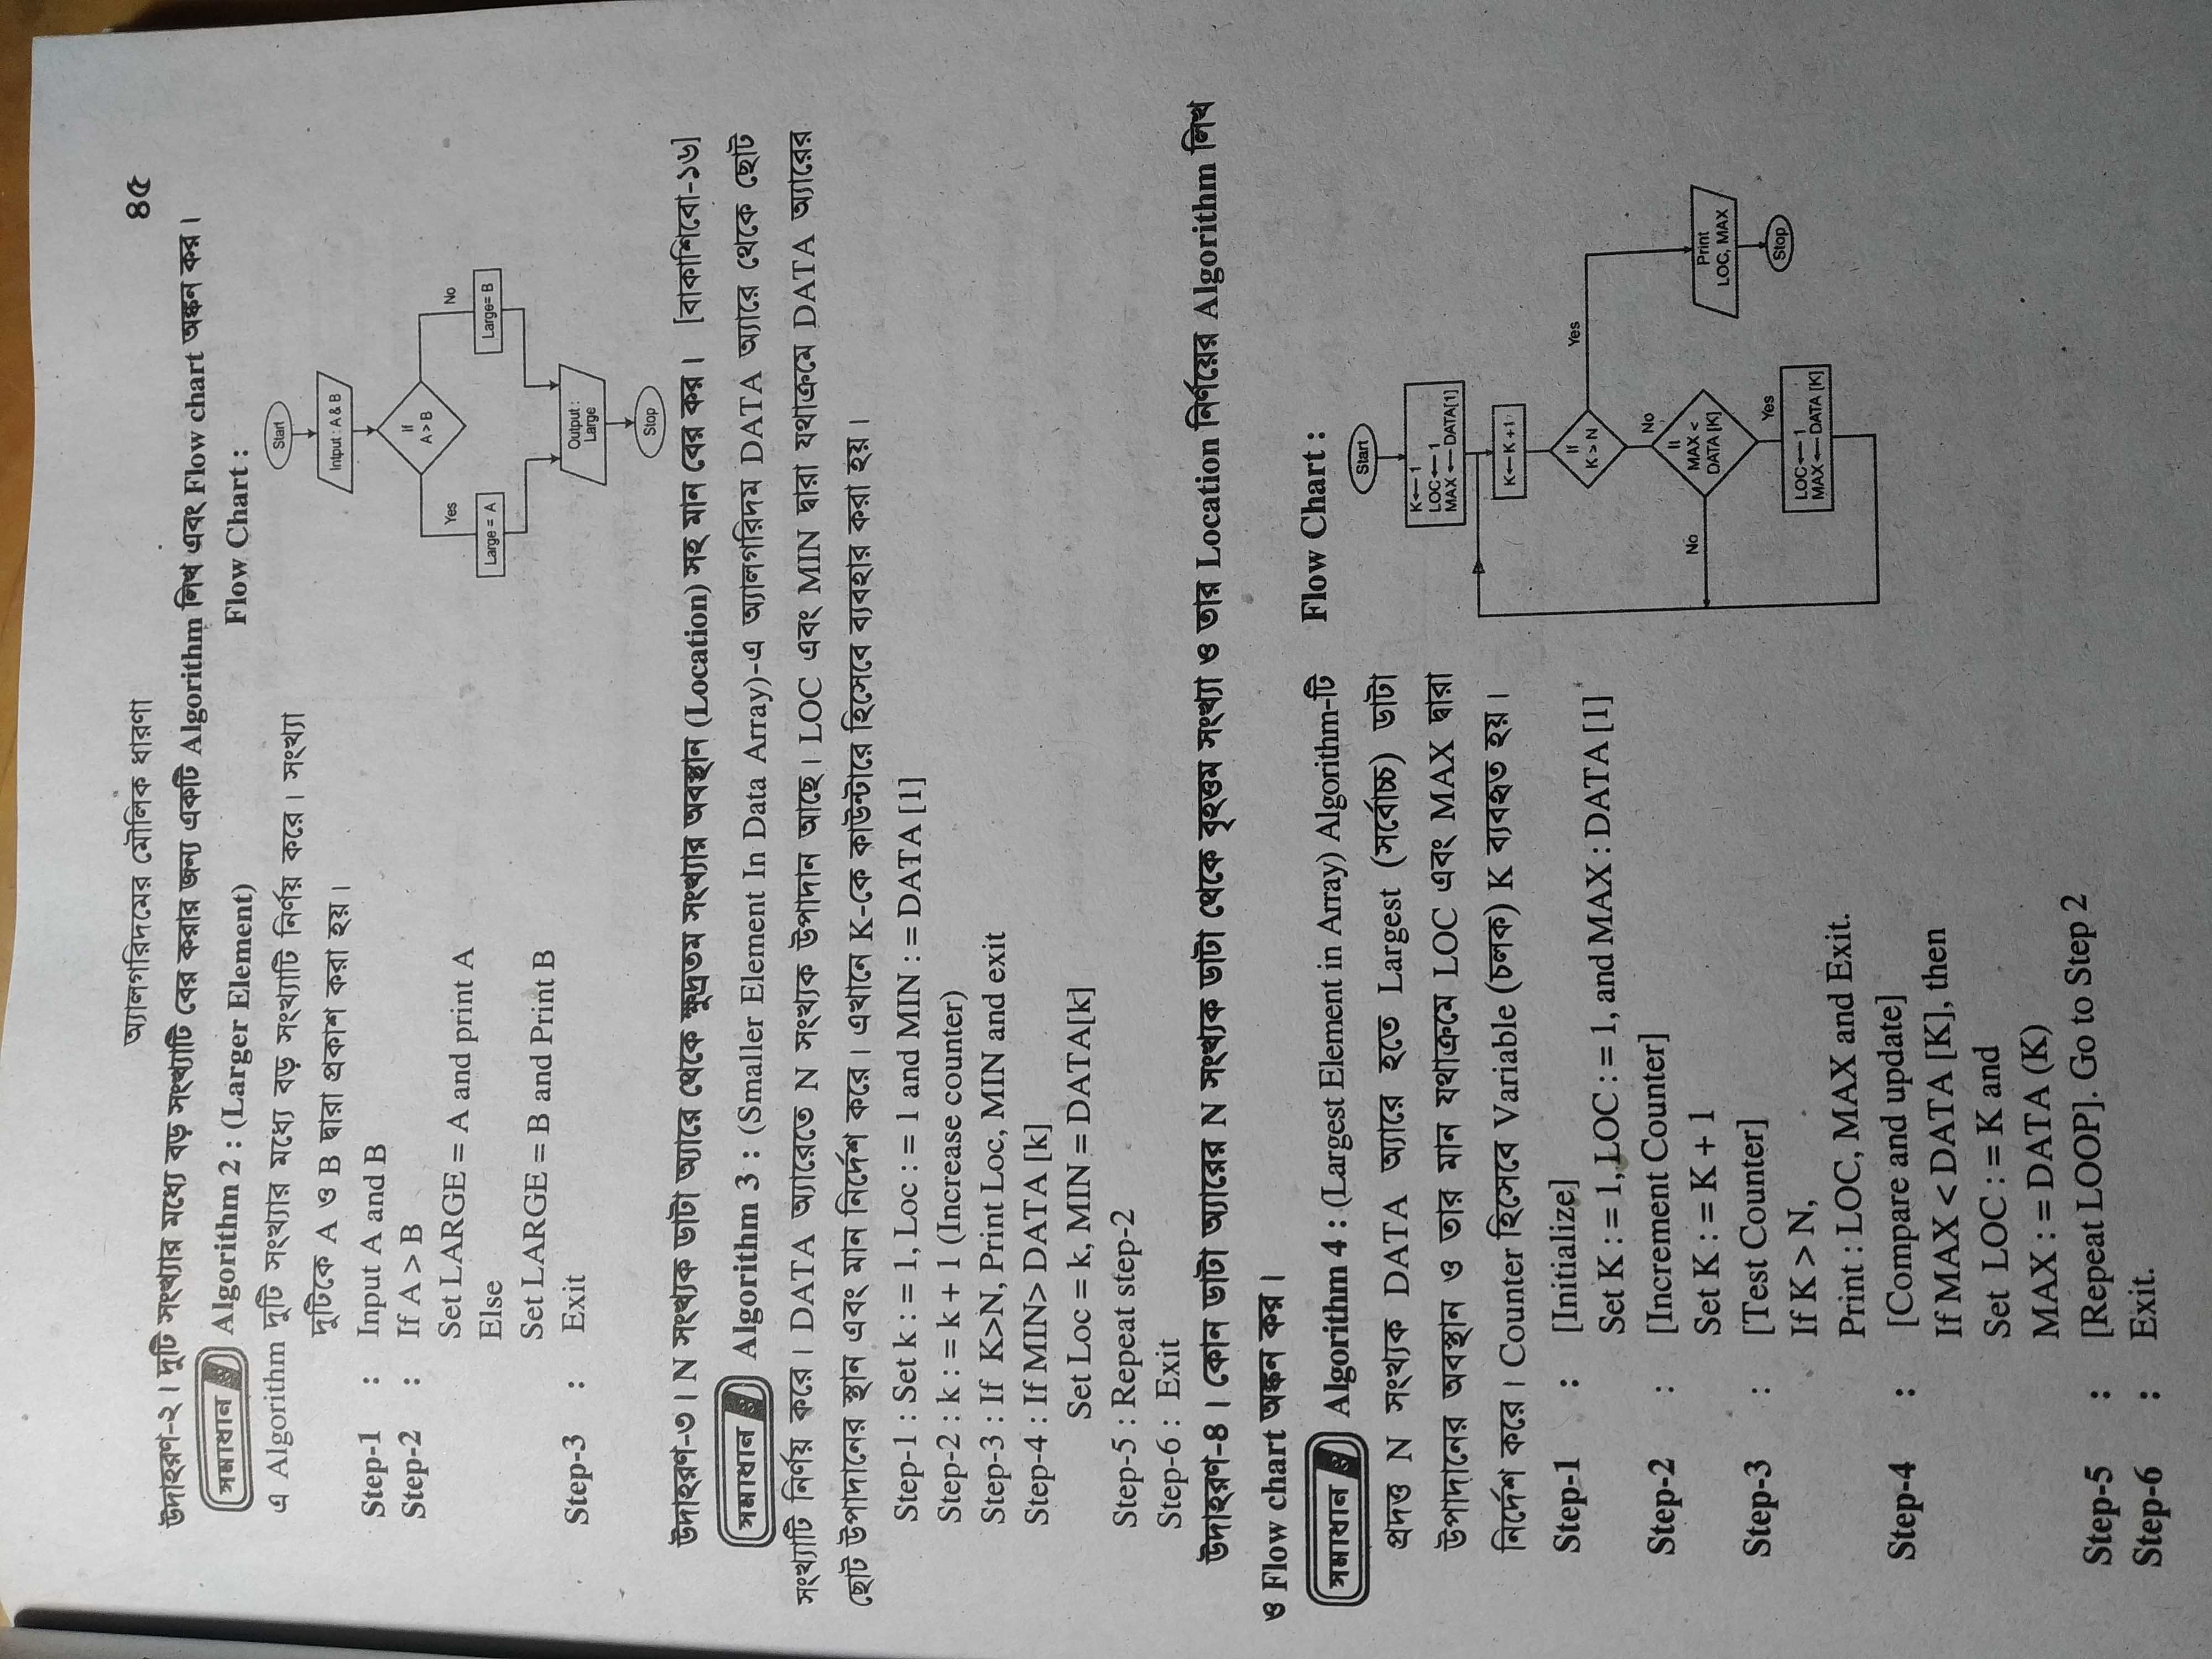 অ্যালগরিদমের মৌলিক ধারণা
৪৫
উদাহরণ-২। দুটি সংখ্যার মধ্যে বড় সংখ্যাটি বের করার জন্য একটি Algorithm লিখ এবং Flow chart অঙ্কন কর।
সমাধান Algorithm 2 : (Larger Element)
এ Algorithm দুটি সংখ্যার মধ্যে বড় সংখ্যাটি নির্ণয় করে। সংখ্যা
দুটিকে A ও B দ্বারা প্রকাশ করা হয়।
Step-1 : Input A and B
Step-2 : If A > B
Set LARGE = A and print A
Else
Set LARGE = B and Print B
Step-3 : Exit
Flow Chart :
Start
Intput : A & B
If
A > B
Yes
No
Large = A
Large= B
Output :
Large
Stop
উদাহরণ-৩। N সংখ্যক ডাটা অ্যারে থেকে ক্ষুদ্রতম সংখ্যার অবস্থান (Location) সহ মান বের কর। [বাকাশিবো-১৬]
সমাধান Algorithm 3 : (Smaller Element In Data Array)-এ অ্যালগরিদম DATA অ্যারে থেকে ছোট
সংখ্যাটি নির্ণয় করে। DATA অ্যারেতে N সংখ্যক উপাদান আছে। LOC এবং MIN দ্বারা যথাক্রমে DATA অ্যারের
ছোট উপাদানের স্থান এবং মান নির্দেশ করে। এখানে K-কে কাউন্টারে হিসেবে ব্যবহার করা হয়।
Step-1 : Set k : = 1, Loc : = 1 and MIN : = DATA [1]
Step-2 : k : = k + 1 (Increase counter)
Step-3 : If K>N, Print Loc, MIN and exit
Step-4 : If MIN> DATA [k]
Set Loc = k, MIN = DATA[k]
Step-5 : Repeat step-2
Step-6 : Exit
উদাহরণ-৪। কোন ডাটা অ্যারের N সংখ্যক ডাটা থেকে বৃহত্তম সংখ্যা ও তার Location নির্ণয়ের Algorithm লিখ
ও Flow chart অঙ্কন কর।
সমাধান Algorithm 4 : (Largest Element in Array) Algorithm-টি
প্রদত্ত N সংখ্যক DATA অ্যারে হতে Largest (সর্বোচ্চ) ডাটা
উপাদানের অবস্থান ও তার মান যথাক্রমে LOC এবং MAX দ্বারা
নির্দেশ করে। Counter হিসেবে Variable (চলক) K ব্যবহৃত হয়।
Step-1 : [Initialize]
Set K : = 1, LOC : = 1, and MAX : DATA [1]
Step-2 : [Increment Counter]
Set K : = K + 1
Step-3 : [Test Counter]
If K > N,
Print : LOC, MAX and Exit.
Step-4 : [Compare and update]
If MAX < DATA [K], then
Set LOC : = K and
MAX : = DATA (K)
Step-5 : [Repeat LOOP]. Go to Step 2
Step-6 : Exit.
Flow Chart :
Start
K← 1
LOC ← 1
MAX ← DATA[1]
K← K +1
If
K > N
Yes
No
If
MAX <
DATA [K]
No
Yes
LOC← 1
MAX ← DATA [K]
Print
LOC, MAX
Stop